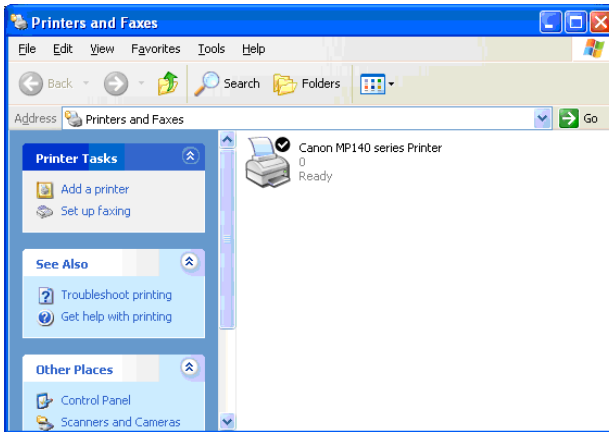 Printers and Faxes
File Edit View Favorites Tools Help
Back Search Folders
Address Printers and Faxes Go
Printer Tasks
Add a printer
Set up faxing
See Also
Troubleshoot printing
Get help with printing
Other Places
Control Panel
Scanners and Cameras
Canon MP140 series Printer
0
Ready